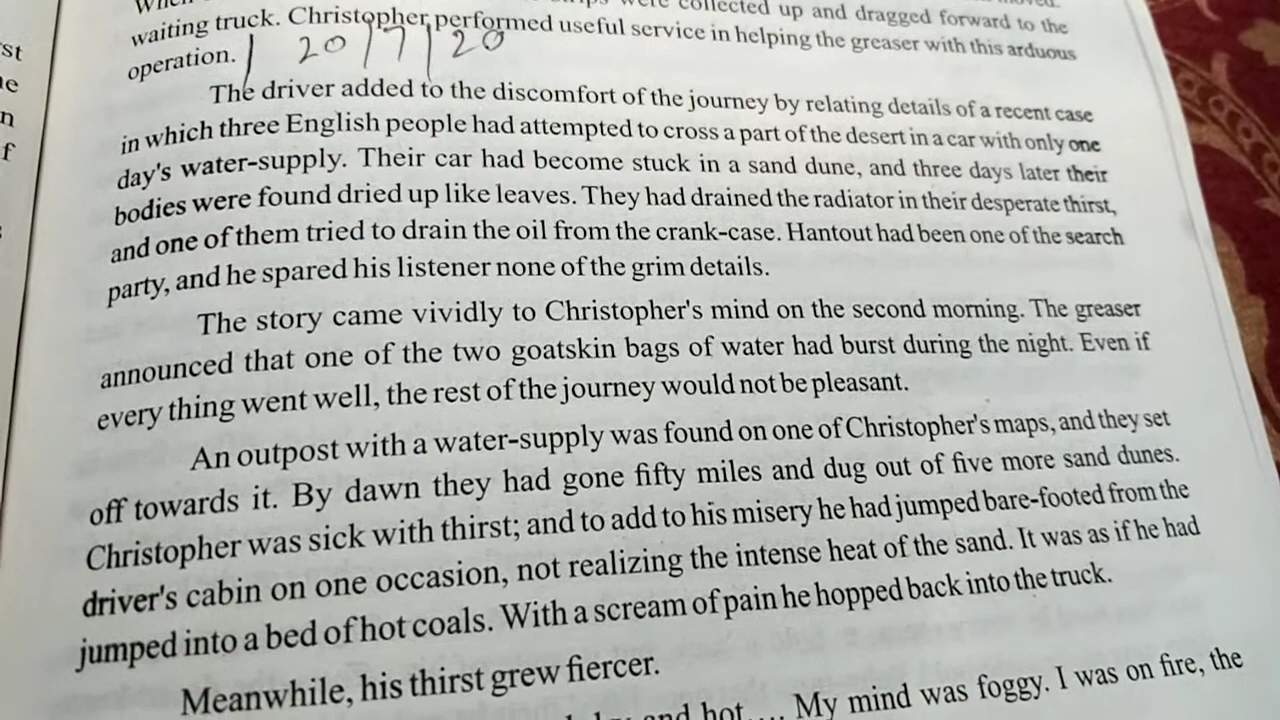 When
were collected up and dragged forward to the
waiting truck. Christopher performed useful service in helping the greaser with this arduous
operation.
20/7/20
The driver added to the discomfort of the journey by relating details of a recent case
in which three English people had attempted to cross a part of the desert in a car with only one
day's water-supply. Their car had become stuck in a sand dune, and three days later their
bodies were found dried up like leaves. They had drained the radiator in their desperate thirst,
and one of them tried to drain the oil from the crank-case. Hantout had been one of the search
party, and he spared his listener none of the grim details.
The story came vividly to Christopher's mind on the second morning. The greaser
announced that one of the two goatskin bags of water had burst during the night. Even if
every thing went well, the rest of the journey would not be pleasant.
An outpost with a water-supply was found on one of Christopher's maps, and they set
off towards it. By dawn they had gone fifty miles and dug out of five more sand dunes.
Christopher was sick with thirst; and to add to his misery he had jumped bare-footed from the
driver's cabin on one occasion, not realizing the intense heat of the sand. It was as if he had
jumped into a bed of hot coals. With a scream of pain he hopped back into the truck.
Meanwhile, his thirst grew fiercer.
and hot.... My mind was foggy. I was on fire, the